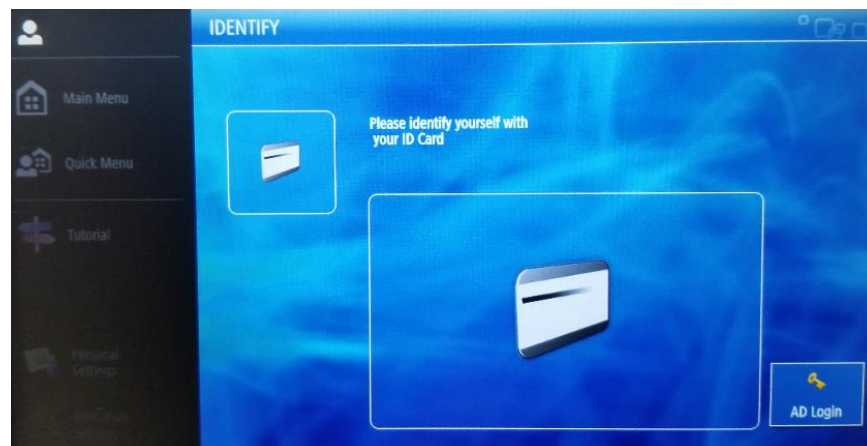 IDENTIFY
Main Menu
Quick Menu
Tutorial
Personal
Settings
Please identify yourself with
your ID Card
AD Login